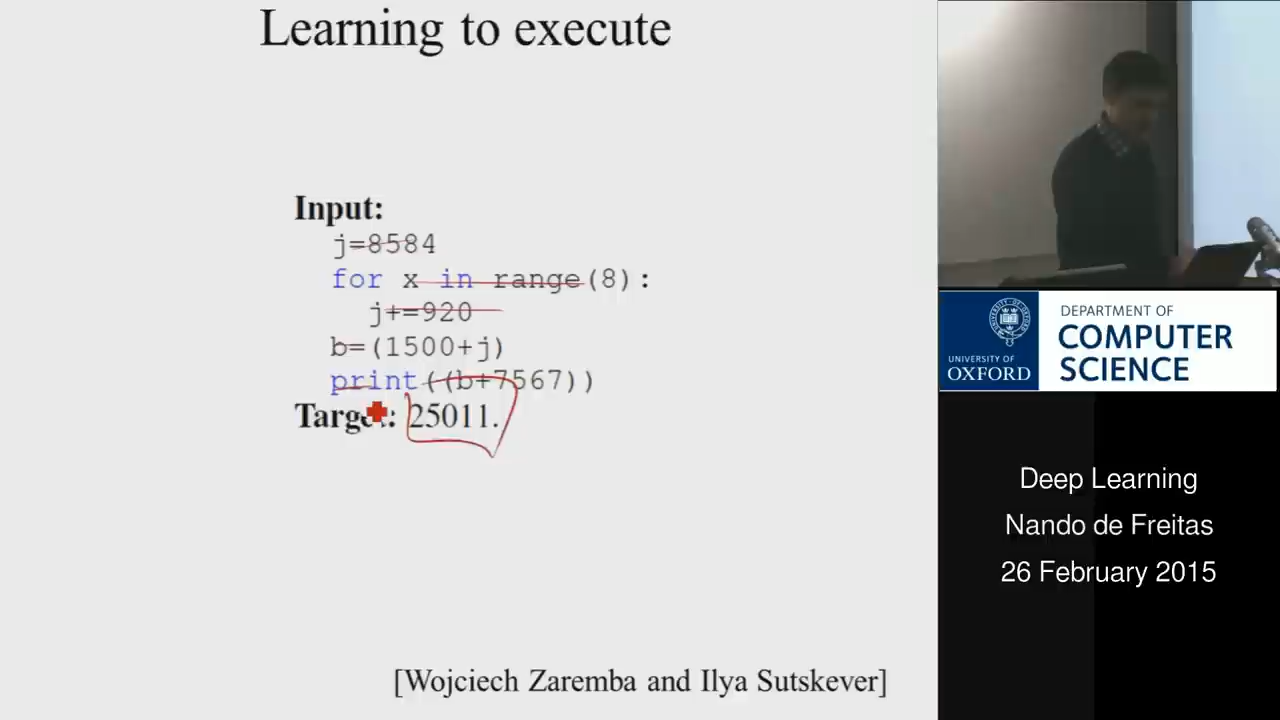 Learning to execute
Input:
j=8584
for x in range(8):
j+=920
b=(1500+j)
print((b+7567))
Target: 25011.
[Wojciech Zaremba and Ilya Sutskever]
UNIVERSITY OF
OXFORD
DEPARTMENT OF
COMPUTER
SCIENCE
Deep Learning
Nando de Freitas
26 February 2015